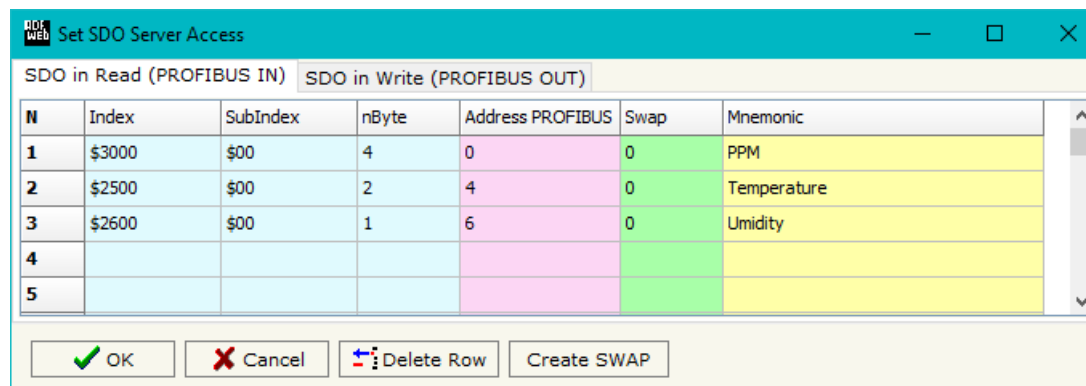 ADF WEB Set SDO Server Access
SDO in Read (PROFIBUS IN) SDO in Write (PROFIBUS OUT)
N Index SubIndex nByte Address PROFIBUS Swap Mnemonic
1 $3000 $00 4 0 0 PPM
2 $2500 $00 2 4 0 Temperature
3 $2600 $00 1 6 0 Umidity
4
5
OK Cancel Delete Row Create SWAP